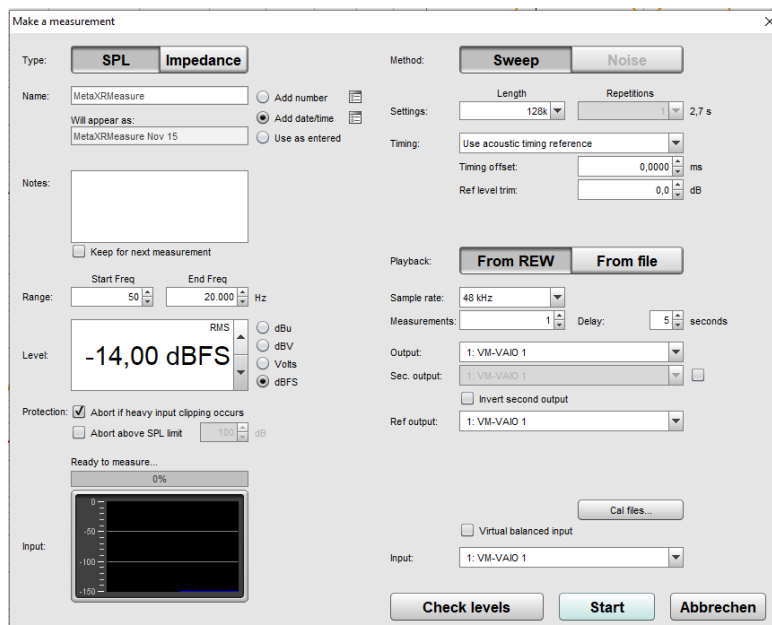 Make a measurement
Type: SPL Impedance
Name: MetaXRMeasure
Add number
Will appear as:
Add date/time
MetaXRMeasure Nov 15
Use as entered
Notes:
Keep for next measurement
Start Freq End Freq
Range: 50 20.000 Hz
RMS
Level: -14,00 dBFS
dBu
dBV
Volts
dBFS
Protection: Abort if heavy input clipping occurs
Abort above SPL limit 100 dB
Ready to measure...
0%
0
-50
-100
-150
Input:
Method: Sweep Noise
Length Repetitions
Settings: 128k 1 2,7 s
Timing: Use acoustic timing reference
Timing offset: 0,0000 ms
Ref level trim: 0,0 dB
Playback: From REW From file
Sample rate: 48 kHz
Measurements: 1 Delay: 5 seconds
Output: 1: VM-VAIO 1
Sec. output: 1: VM-VAIO 1
Invert second output
Ref output: 1: VM-VAIO 1
Cal files...
Virtual balanced input
Input: 1: VM-VAIO 1
Check levels Start Abbrechen